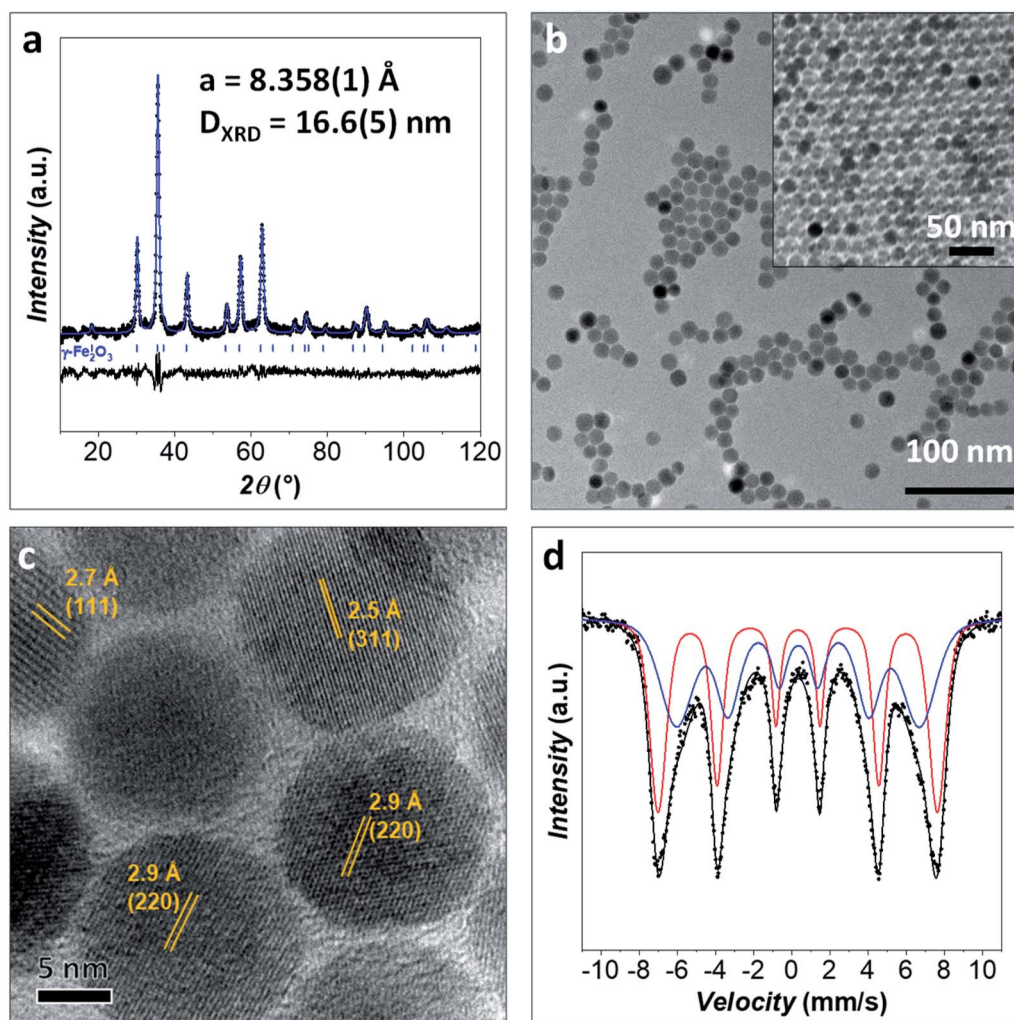 a
a = 8.358(1) Å
D_XRD = 16.6(5) nm
Intensity (a.u.)
γ-Fe₂O₃
20 40 60 80 100 120
2θ (°)
b
50 nm
100 nm
c
2.7 Å
(111)
2.5 Å
(311)
2.9 Å
(220)
2.9 Å
(220)
5 nm
d
Intensity (a.u.)
-10 -8 -6 -4 -2 0 2 4 6 8 10
Velocity (mm/s)